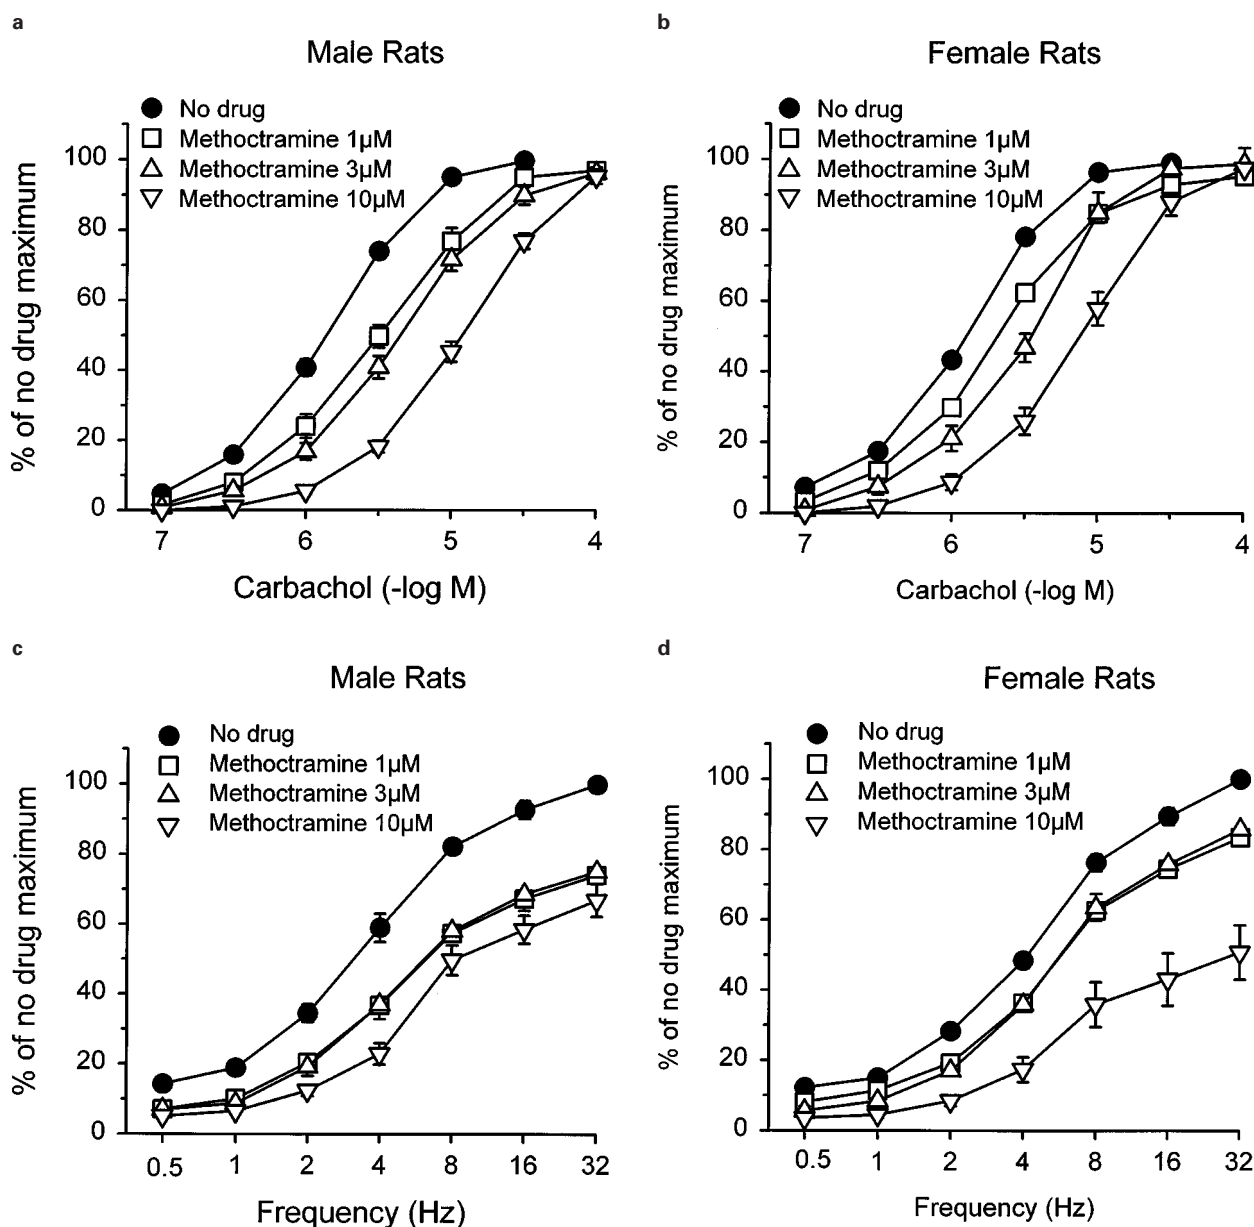 a
Male Rats
No drug
Methoctramine 1µM
Methoctramine 3µM
Methoctramine 10µM
% of no drug maximum
100
80
60
40
20
0
7
6
5
4
Carbachol (-log M)
b
Female Rats
No drug
Methoctramine 1µM
Methoctramine 3µM
Methoctramine 10µM
% of no drug maximum
100
80
60
40
20
0
7
6
5
4
Carbachol (-log M)
c
Male Rats
No drug
Methoctramine 1µM
Methoctramine 3µM
Methoctramine 10µM
% of no drug maximum
100
80
60
40
20
0
0.5
1
2
4
8
16
32
Frequency (Hz)
d
Female Rats
No drug
Methoctramine 1µM
Methoctramine 3µM
Methoctramine 10µM
% of no drug maximum
100
80
60
40
20
0
0.5
1
2
4
8
16
32
Frequency (Hz)